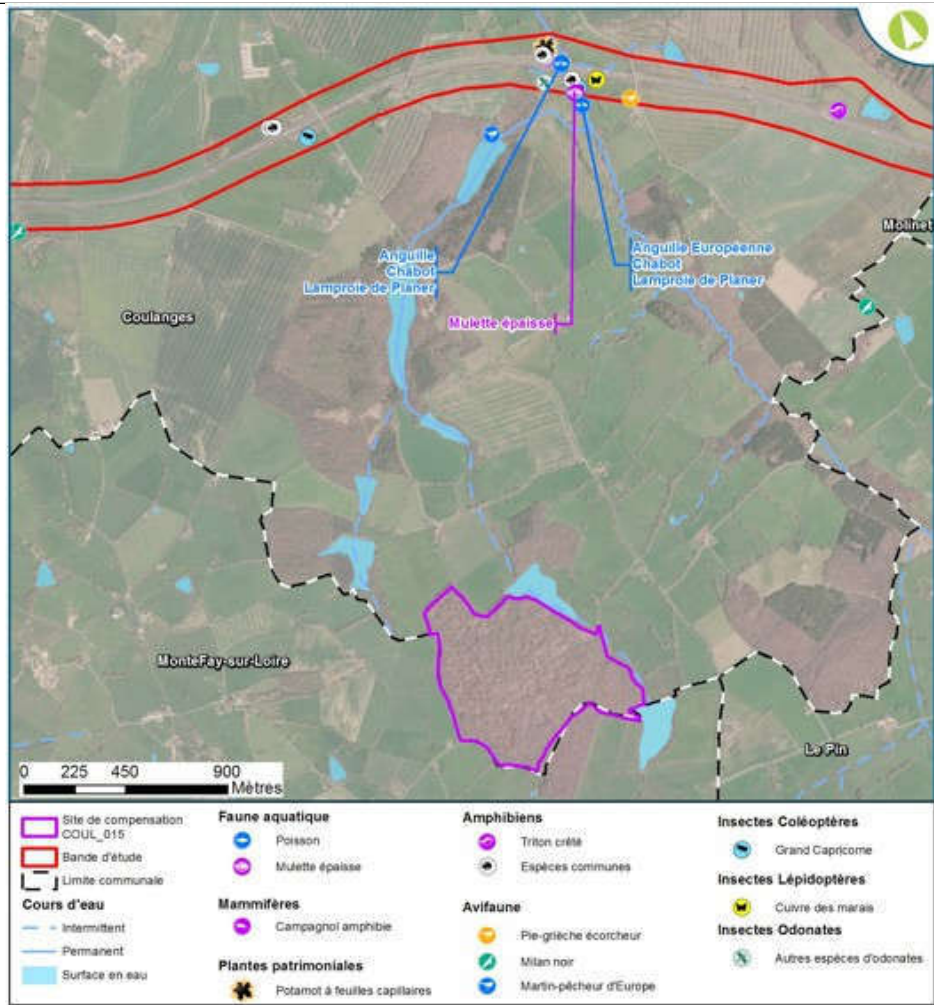 Anguille
Chabot
Lamproie de Planer
Anguille Européenne
Chabot
Lamproie de Planer
Molinet
Coulanges
Mulette épaisse
MonteFay-sur-Loire
Le Pin
0 225 450 900
Mètres
Site de compensation
COUL_015
Bande d'étude
Limite communale
Cours d'eau
Intermittent
Permanent
Surface en eau
Faune aquatique
Poisson
Mulette épaisse
Mammifères
Campagnol amphibie
Plantes patrimoniales
Potamot à feuilles capillaires
Amphibiens
Triton crêté
Espèces communes
Avifaune
Pie-grièche écorcheur
Milan noir
Martin-pêcheur d'Europe
Insectes Coléoptères
Grand Capricorne
Insectes Lépidoptères
Cuivre des marais
Insectes Odonates
Autres espèces d'odonates